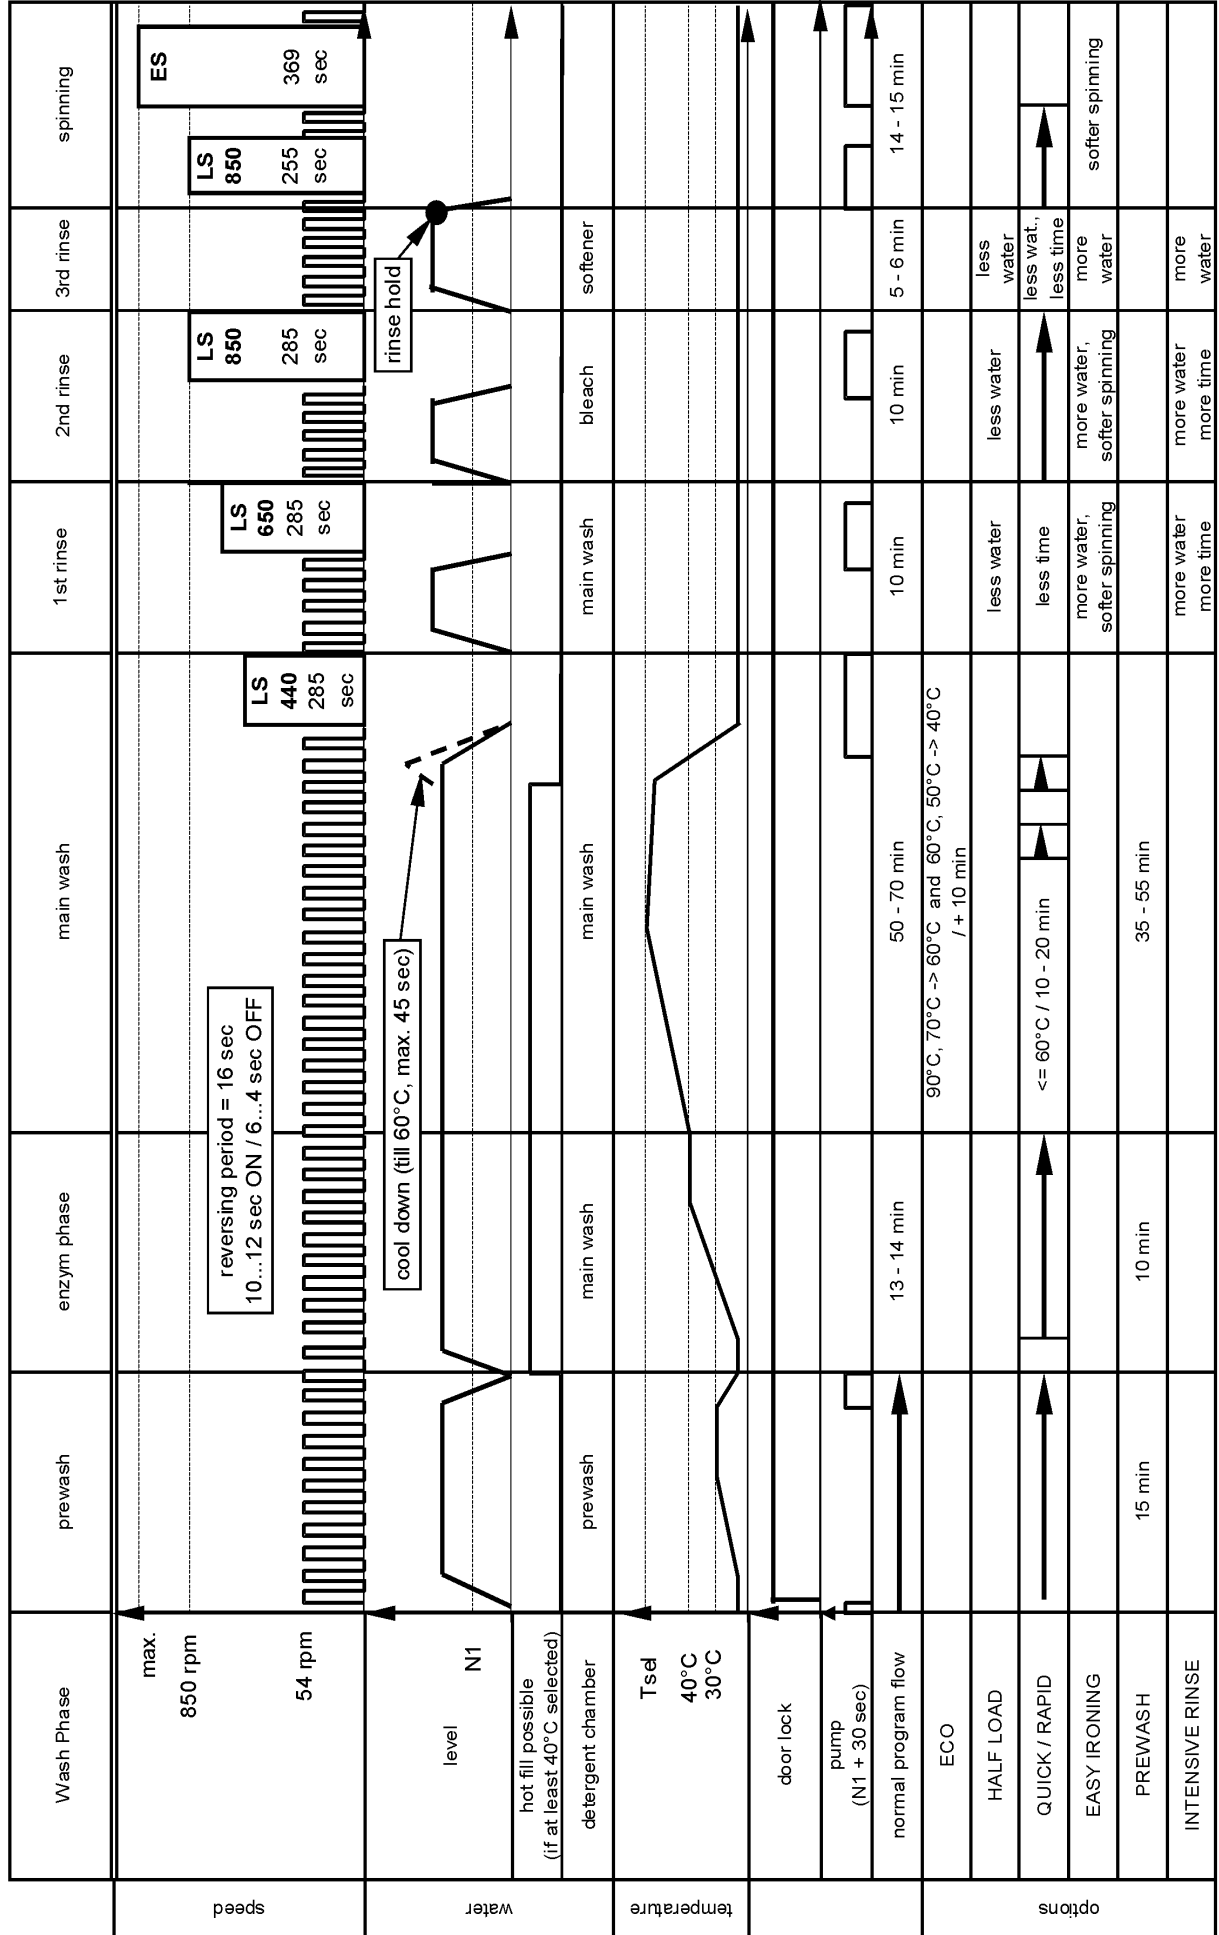 Wash Phase
prewash
enzym phase
main wash
1st rinse
2nd rinse
3rd rinse
spinning
speed
max.
850 rpm
54 rpm
reversing period = 16 sec
10...12 sec ON / 6...4 sec OFF
LS
440
285
sec
LS
650
285
sec
LS
850
285
sec
LS
850
255
sec
ES
369
sec
water
level
N1
cool down (till 60°C, max. 45 sec)
rinse hold
hot fill possible
(if at least 40°C selected)
detergent chamber
prewash
main wash
main wash
main wash
bleach
softener
temperature
Tsel
40°C
30°C
door lock
pump
(N1 + 30 sec)
normal program flow
13 - 14 min
50 - 70 min
10 min
10 min
5 - 6 min
14 - 15 min
options
ECO
90°C, 70°C -> 60°C and 60°C, 50°C -> 40°C
/ + 10 min
HALF LOAD
less water
less water
less
water
QUICK / RAPID
<= 60°C / 10 - 20 min
less time
less wat.,
less time
EASY IRONING
more water,
softer spinning
more water,
softer spinning
more
water
softer spinning
PREWASH
15 min
10 min
35 - 55 min
INTENSIVE RINSE
more water
more time
more water
more time
more
water